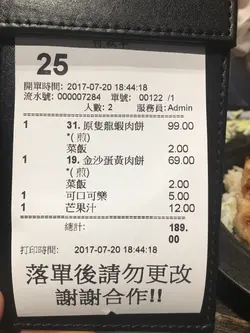 25
開單時間: 2017-07-20 18:44:18
流水號: 000007284 單號: 00122 /1
人數: 2 服務員: Admin
1 31. 原隻龍蝦肉餅 99.00
*(煎)
菜飯 2.00
1 19. 金沙蛋黃肉餅 69.00
*(煎)
菜飯 2.00
1 可口可樂 5.00
1 芒果汁 12.00
總計: 189.
00
打印時間: 2017-07-20 18:44:18
落單後請勿更改
謝謝合作!!